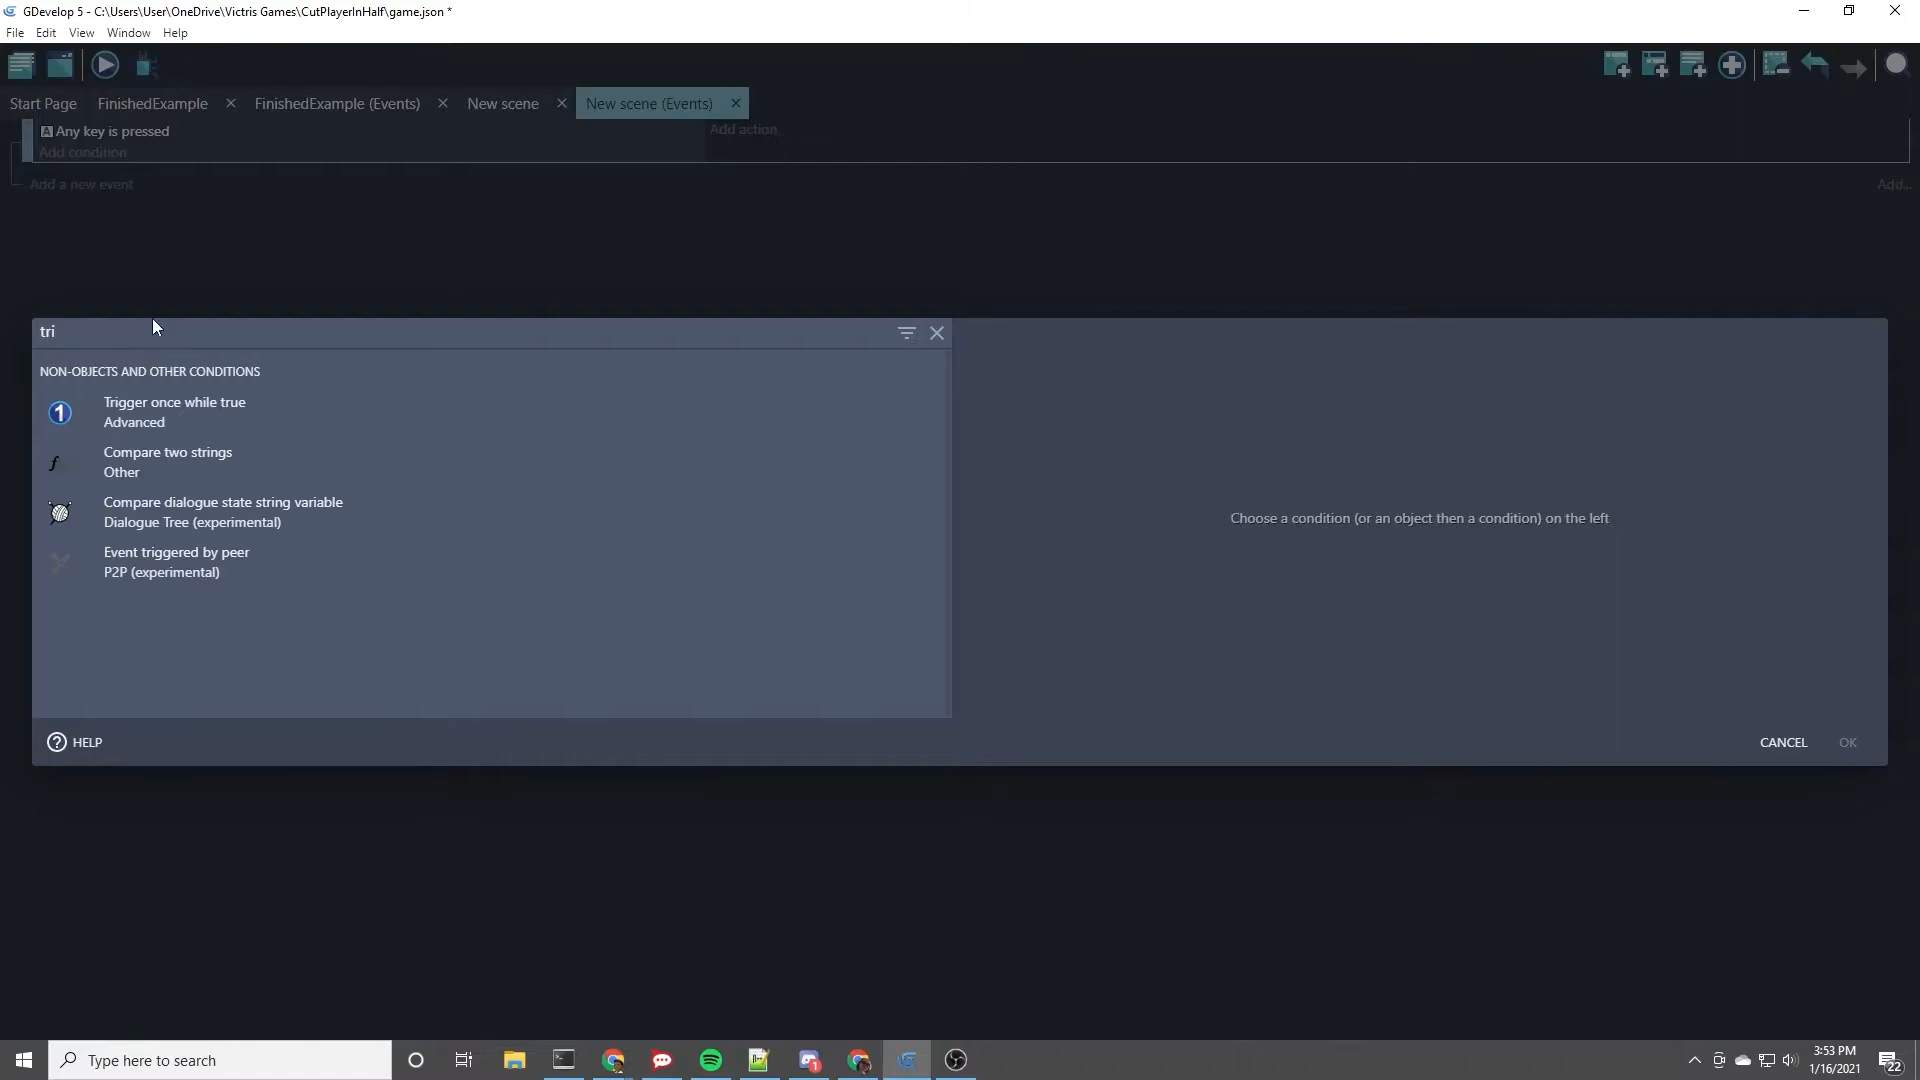 GDevelop 5 - C:\Users\User\OneDrive\Victris Games\CutPlayerInHalf\game.json *
File Edit View Window Help
Start Page FinishedExample FinishedExample (Events) New scene New scene (Events)
Any key is pressed
Add action
Add condition
Add a new event
Add...
tri
NON-OBJECTS AND OTHER CONDITIONS
1
Trigger once while true
Advanced
Compare two strings
Other
Compare dialogue state string variable
Dialogue Tree (experimental)
Event triggered by peer
P2P (experimental)
Choose a condition (or an object then a condition) on the left
? HELP
CANCEL
OK
Type here to search
1
3:53 PM
1/16/2021
22